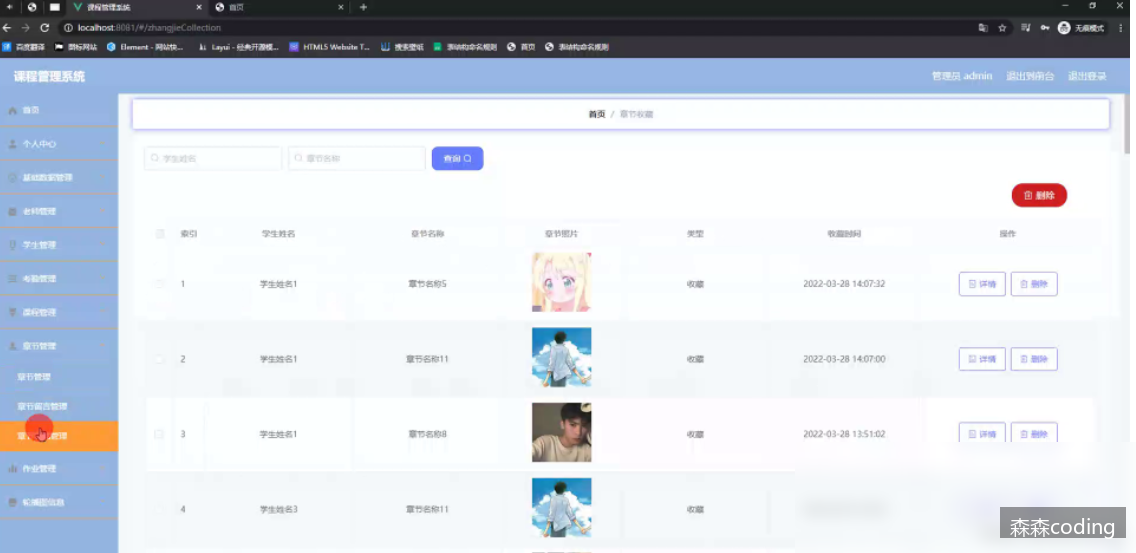 课程管理系统
首页
localhost:8081/#/zhangjieCollection
无痕模式
百度翻译
图标网站
Element - 网站快...
Layui - 经典开源模...
HTML5 Website T...
搜索壁纸
表结构命名规则
首页
表结构命名规则
课程管理系统
管理员 admin
退出到前台
退出登录
首页
个人中心
基础数据管理
老师管理
学生管理
考勤管理
课程管理
章节管理
章节管理
章节留言管理
作业管理
轮播图信息
首页 / 章节收藏
学生姓名
章节名称
查询
删除
索引 学生姓名 章节名称 章节照片 类型 收藏时间 操作
1 学生姓名1 章节名称5 收藏 2022-03-28 14:07:32 详情 删除
2 学生姓名1 章节名称11 收藏 2022-03-28 14:07:00 详情 删除
3 学生姓名1 章节名称8 收藏 2022-03-28 13:51:02 详情 删除
4 学生姓名3 章节名称11 收藏
森森coding